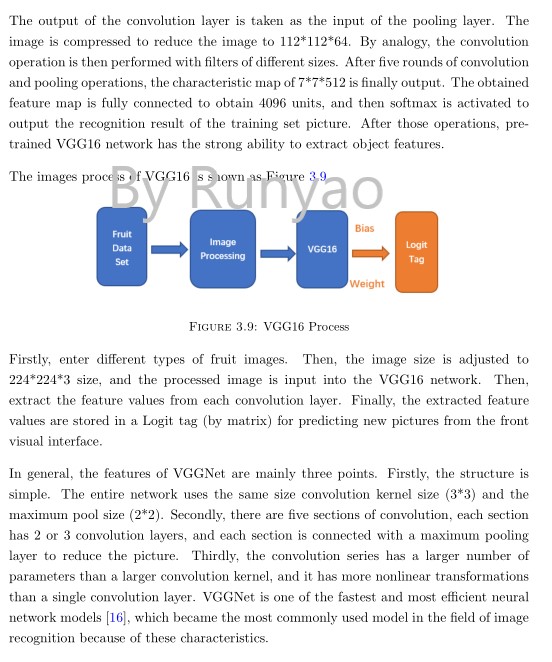 The output of the convolution layer is taken as the input of the pooling layer. The
image is compressed to reduce the image to 112*112*64. By analogy, the convolution
operation is then performed with filters of different sizes. After five rounds of convolution
and pooling operations, the characteristic map of 7*7*512 is finally output. The obtained
feature map is fully connected to obtain 4096 units, and then softmax is activated to
output the recognition result of the training set picture. After those operations, pre-
trained VGG16 network has the strong ability to extract object features.
The images process of VGG16 is shown as Figure 3.9
By Runyao
Fruit
Data
Set
Image
Processing
VGG16
Bias
Weight
Logit
Tag
Figure 3.9: VGG16 Process
Firstly, enter different types of fruit images. Then, the image size is adjusted to
224*224*3 size, and the processed image is input into the VGG16 network. Then,
extract the feature values from each convolution layer. Finally, the extracted feature
values are stored in a Logit tag (by matrix) for predicting new pictures from the front
visual interface.
In general, the features of VGGNet are mainly three points. Firstly, the structure is
simple. The entire network uses the same size convolution kernel size (3*3) and the
maximum pool size (2*2). Secondly, there are five sections of convolution, each section
has 2 or 3 convolution layers, and each section is connected with a maximum pooling
layer to reduce the picture. Thirdly, the convolution series has a larger number of
parameters than a larger convolution kernel, and it has more nonlinear transformations
than a single convolution layer. VGGNet is one of the fastest and most efficient neural
network models [16], which became the most commonly used model in the field of image
recognition because of these characteristics.